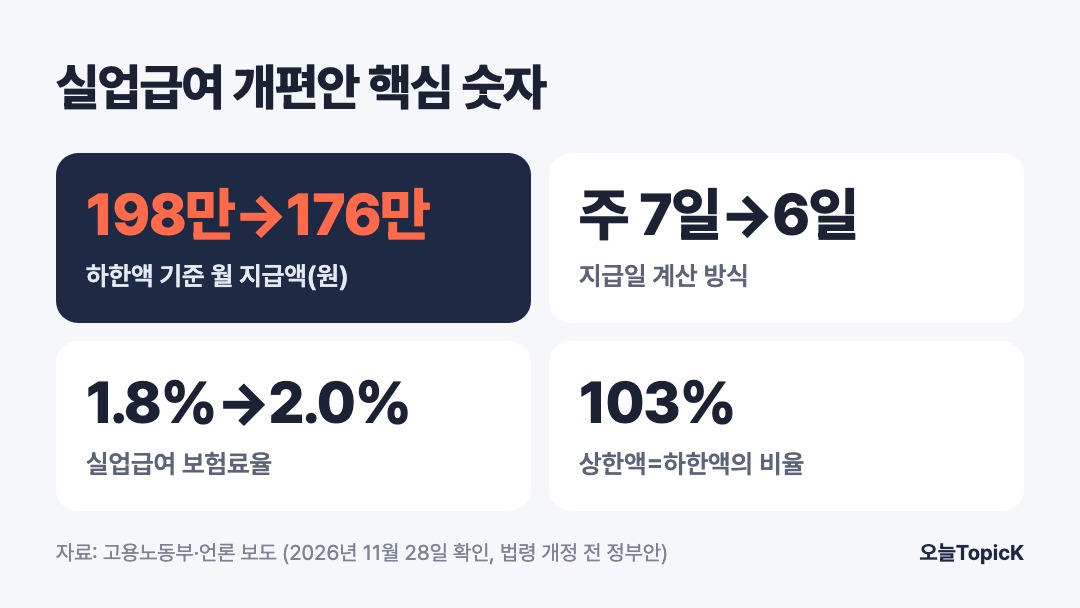 실업급여 개편안 핵심 숫자
198만→176만
하한액 기준 월 지급액(원)
주 7일→6일
지급일 계산 방식
1.8%→2.0%
실업급여 보험료율
103%
상한액=하한액의 비율
자료: 고용노동부·언론 보도 (2026년 11월 28일 확인, 법령 개정 전 정부안)
오늘TopicK